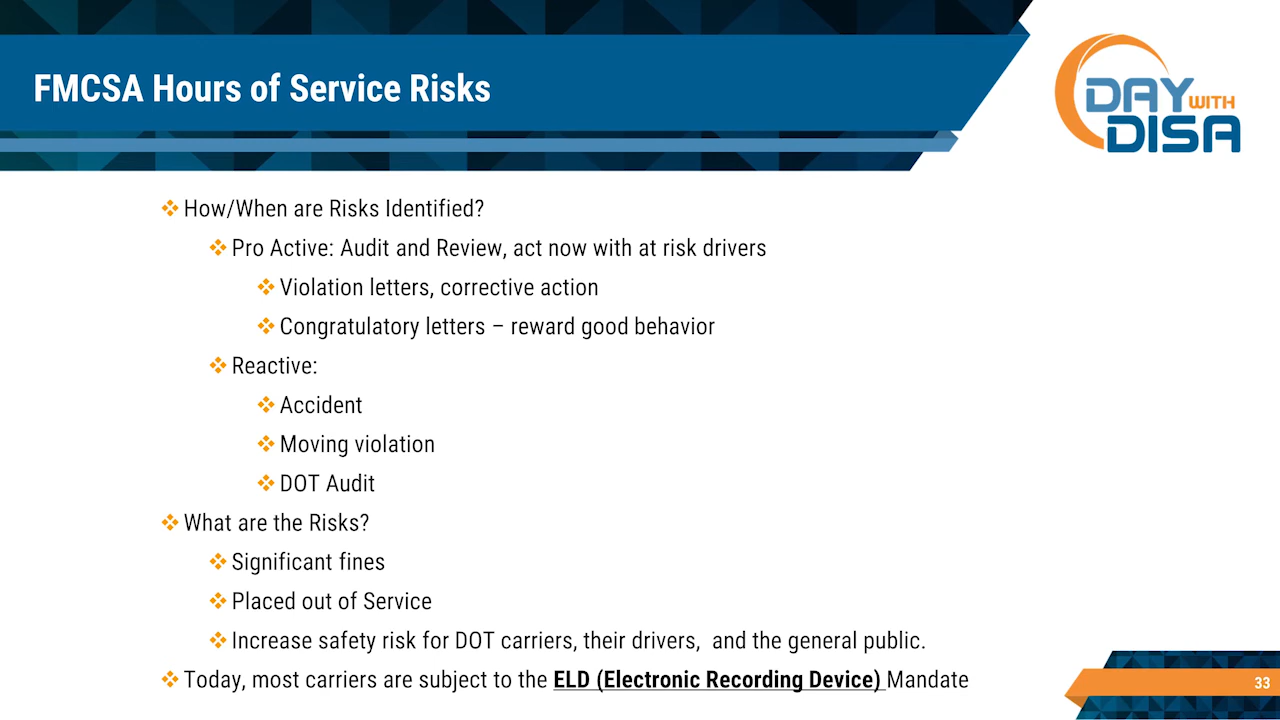 FMCSA Hours of Service Risks
DAY WITH
DISA
How/When are Risks Identified?
Pro Active: Audit and Review, act now with at risk drivers
Violation letters, corrective action
Congratulatory letters – reward good behavior
Reactive:
Accident
Moving violation
DOT Audit
What are the Risks?
Significant fines
Placed out of Service
Increase safety risk for DOT carriers, their drivers,  and the general public.
Today, most carriers are subject to the ELD (Electronic Recording Device) Mandate
33